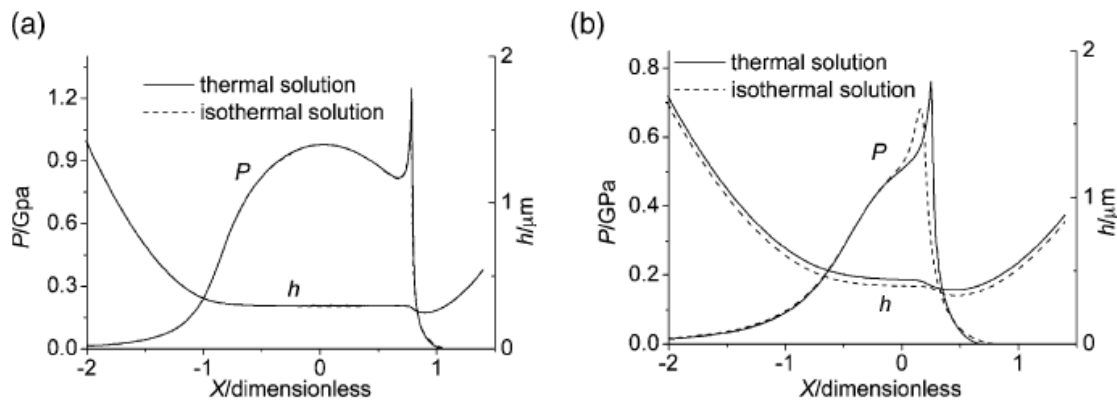 (a)
thermal solution
isothermal solution
P
h
P/Gpa
1.2
0.9
0.6
0.3
0.0
2
1
0
h/μm
-2
-1
0
1
X/dimensionless
(b)
thermal solution
isothermal solution
P
h
P/GPa
0.8
0.6
0.4
0.2
0.0
2
1
0
h/μm
-2
-1
0
1
X/dimensionless